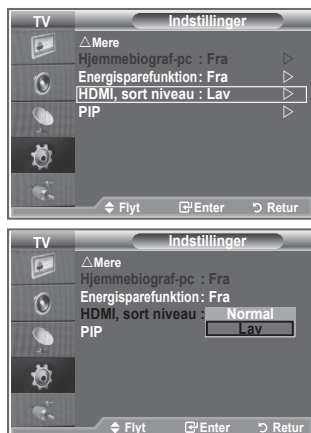 TV Indstillinger
△Mere
Hjemmebiograf-pc : Fra ▷
Energisparefunktion: Fra ▷
HDMI, sort niveau : Lav ▷
PIP ▷
Flyt Enter Retur
TV Indstillinger
△Mere
Hjemmebiograf-pc : Fra
Energisparefunktion: Fra
HDMI, sort niveau : Normal
PIP Lav
Flyt Enter Retur